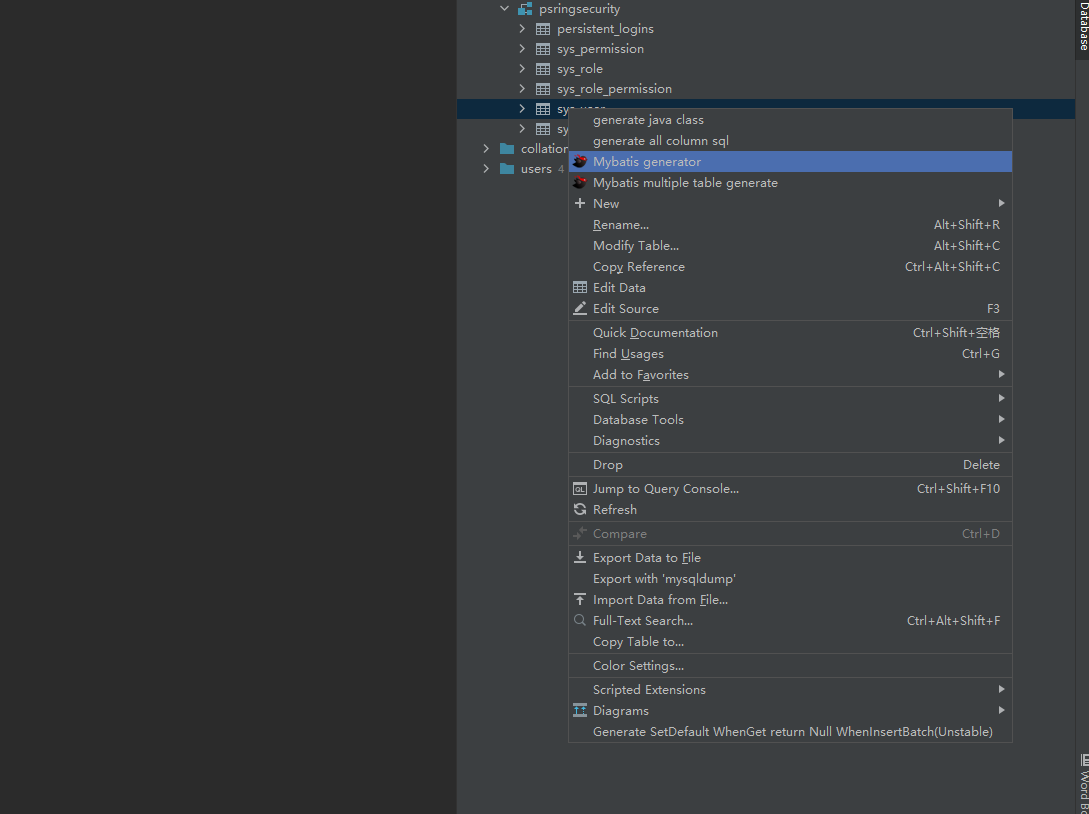 psringsecurity
Database
persistent_logins
sys_permission
sys_role
sys_role_permission
generate java class
generate all column sql
Mybatis generator
users 4
Mybatis multiple table generate
New
Rename... Alt+Shift+R
Modify Table... Alt+Shift+C
Copy Reference Ctrl+Alt+Shift+C
Edit Data
Edit Source F3
Quick Documentation Ctrl+Shift+空格
Find Usages Ctrl+G
Add to Favorites
SQL Scripts
Database Tools
Diagnostics
Drop Delete
Jump to Query Console... Ctrl+Shift+F10
Refresh
Compare Ctrl+D
Export Data to File
Export with 'mysqldump'
Import Data from File...
Full-Text Search... Ctrl+Alt+Shift+F
Copy Table to...
Color Settings...
Scripted Extensions
Diagrams
Generate SetDefault WhenGet return Null WhenInsertBatch(Unstable)
Word